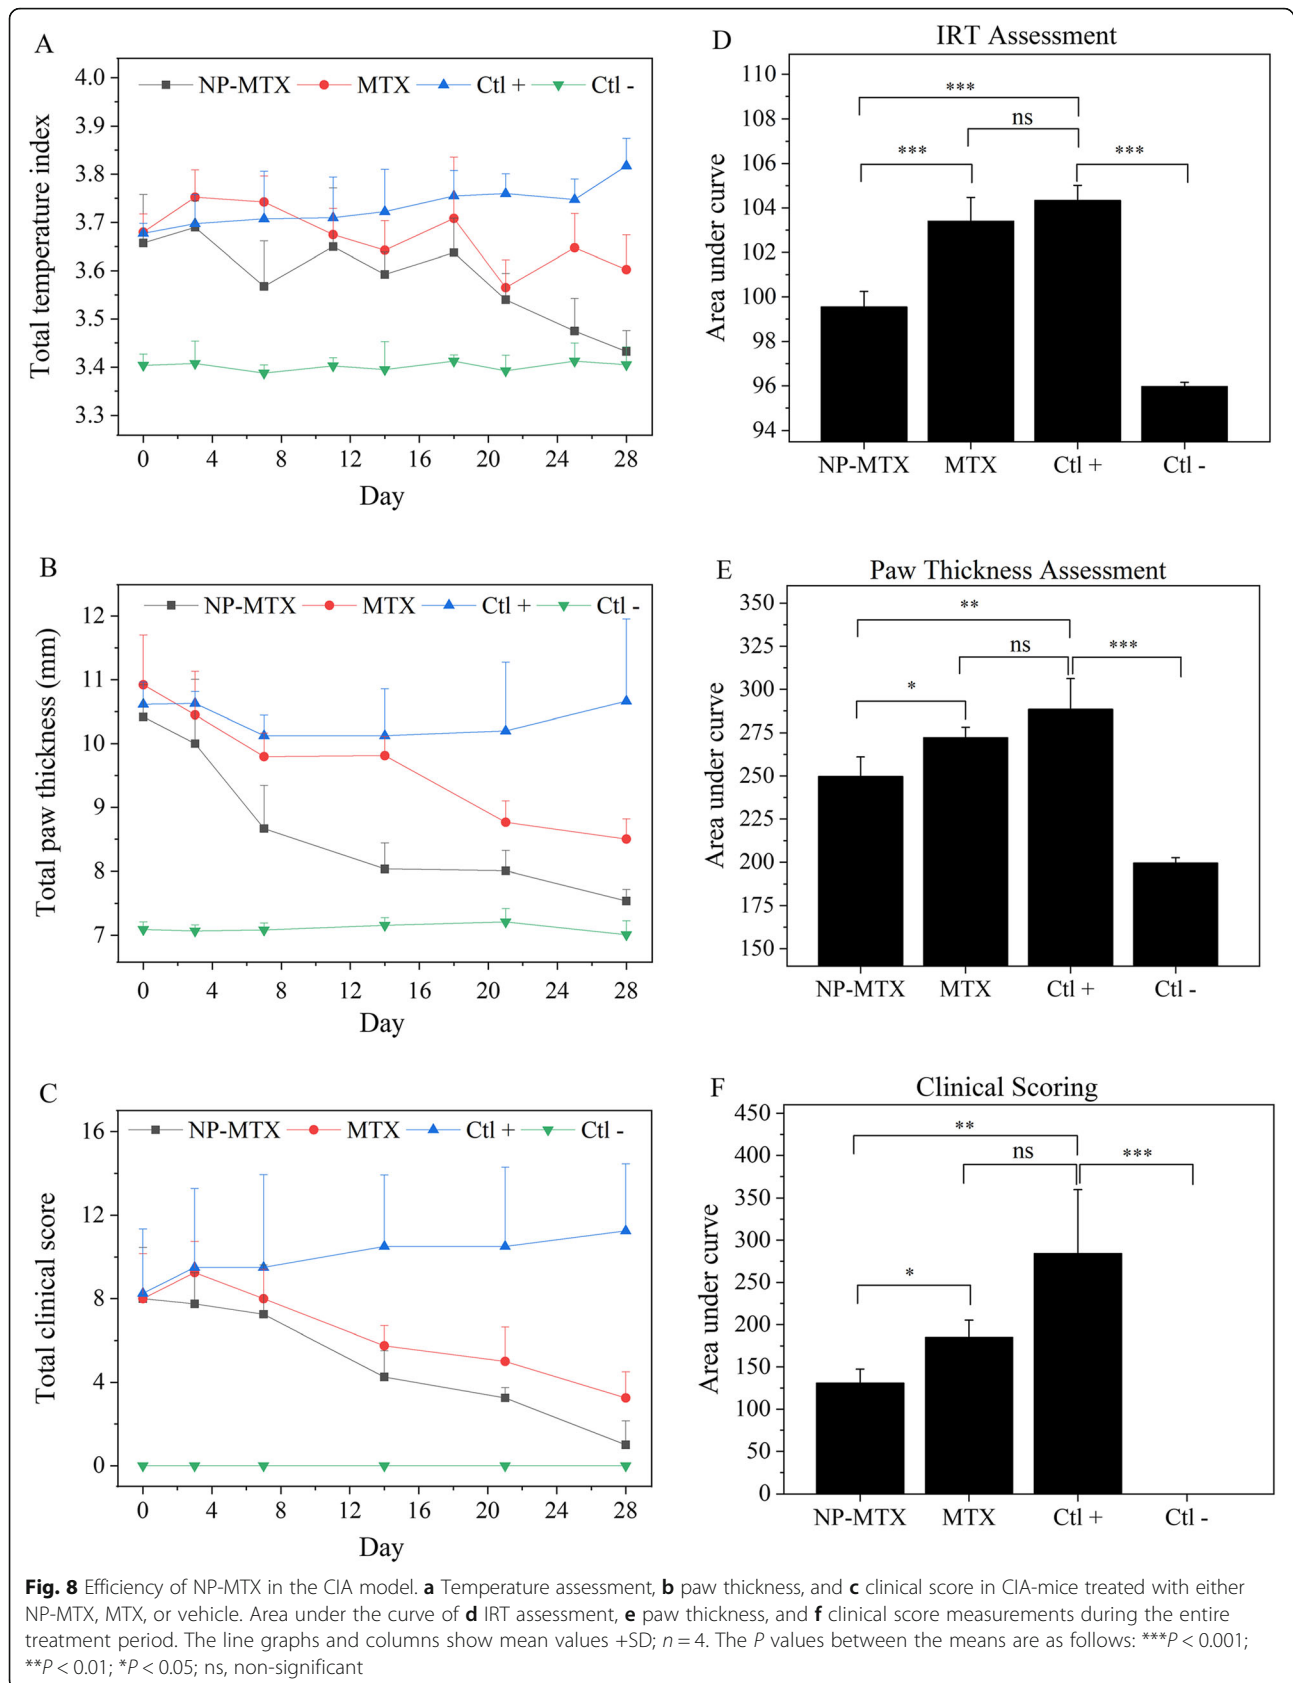 A
NP-MTX MTX Ctl + Ctl -
Total temperature index
4.0
3.9
3.8
3.7
3.6
3.5
3.4
3.3
0 4 8 12 16 20 24 28
Day
D
IRT Assessment
Area under curve
110
108
106
104
102
100
98
96
94
***
ns
*** ***
NP-MTX MTX Ctl + Ctl -
B
NP-MTX MTX Ctl + Ctl -
Total paw thickness (mm)
12
11
10
9
8
7
0 4 8 12 16 20 24 28
Day
E
Paw Thickness Assessment
Area under curve
350
325
300
275
250
225
200
175
150
**
ns ***
*
NP-MTX MTX Ctl + Ctl -
C
NP-MTX MTX Ctl + Ctl -
Total clinical score
16
12
8
4
0
0 4 8 12 16 20 24 28
Day
F
Clinical Scoring
Area under curve
450
400
350
300
250
200
150
100
50
0
**
ns ***
*
NP-MTX MTX Ctl + Ctl -
Fig. 8 Efficiency of NP-MTX in the CIA model. a Temperature assessment, b paw thickness, and c clinical score in CIA-mice treated with either
NP-MTX, MTX, or vehicle. Area under the curve of d IRT assessment, e paw thickness, and f clinical score measurements during the entire
treatment period. The line graphs and columns show mean values +SD; n = 4. The P values between the means are as follows: ***P < 0.001;
**P < 0.01; *P < 0.05; ns, non-significant